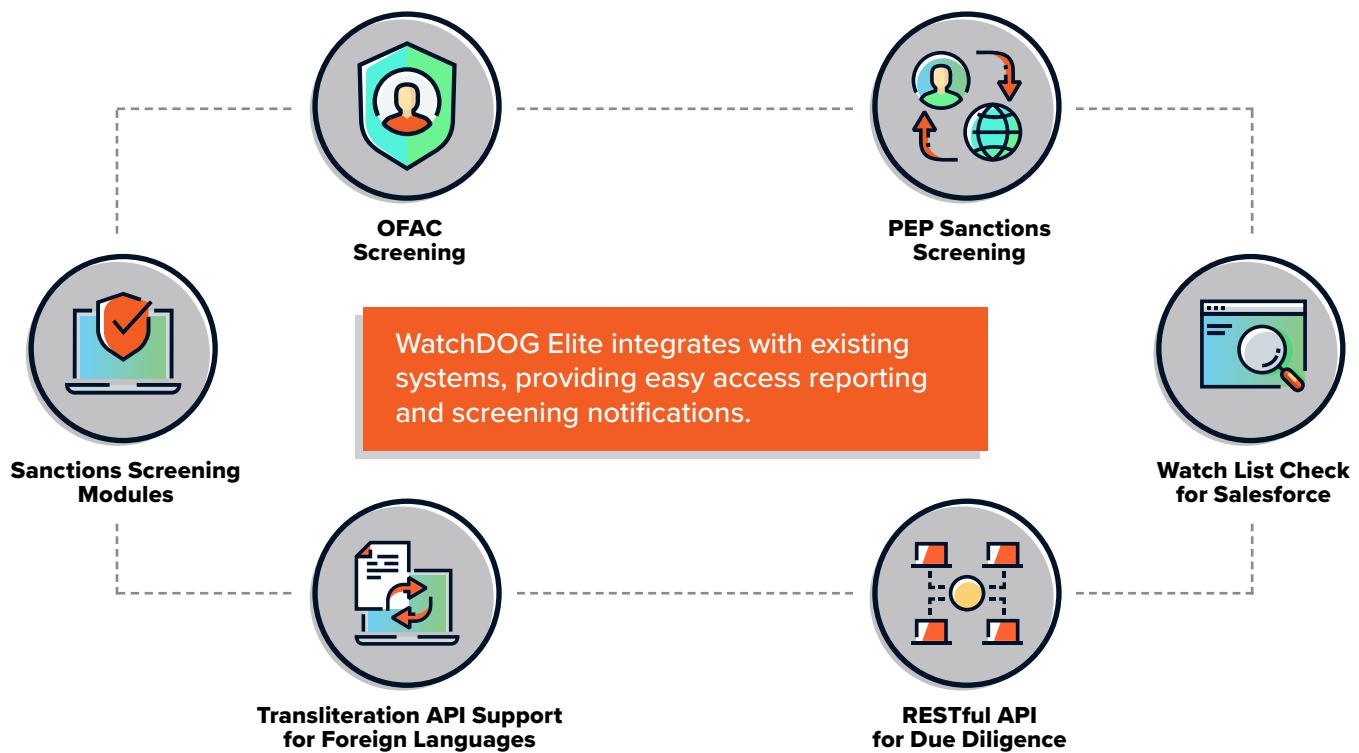 OFAC
Screening
PEP Sanctions
Screening
WatchDOG Elite integrates with existing
systems, providing easy access reporting
and screening notifications.
Sanctions Screening
Modules
Watch List Check
for Salesforce
Transliteration API Support
for Foreign Languages
RESTful API
for Due Diligence